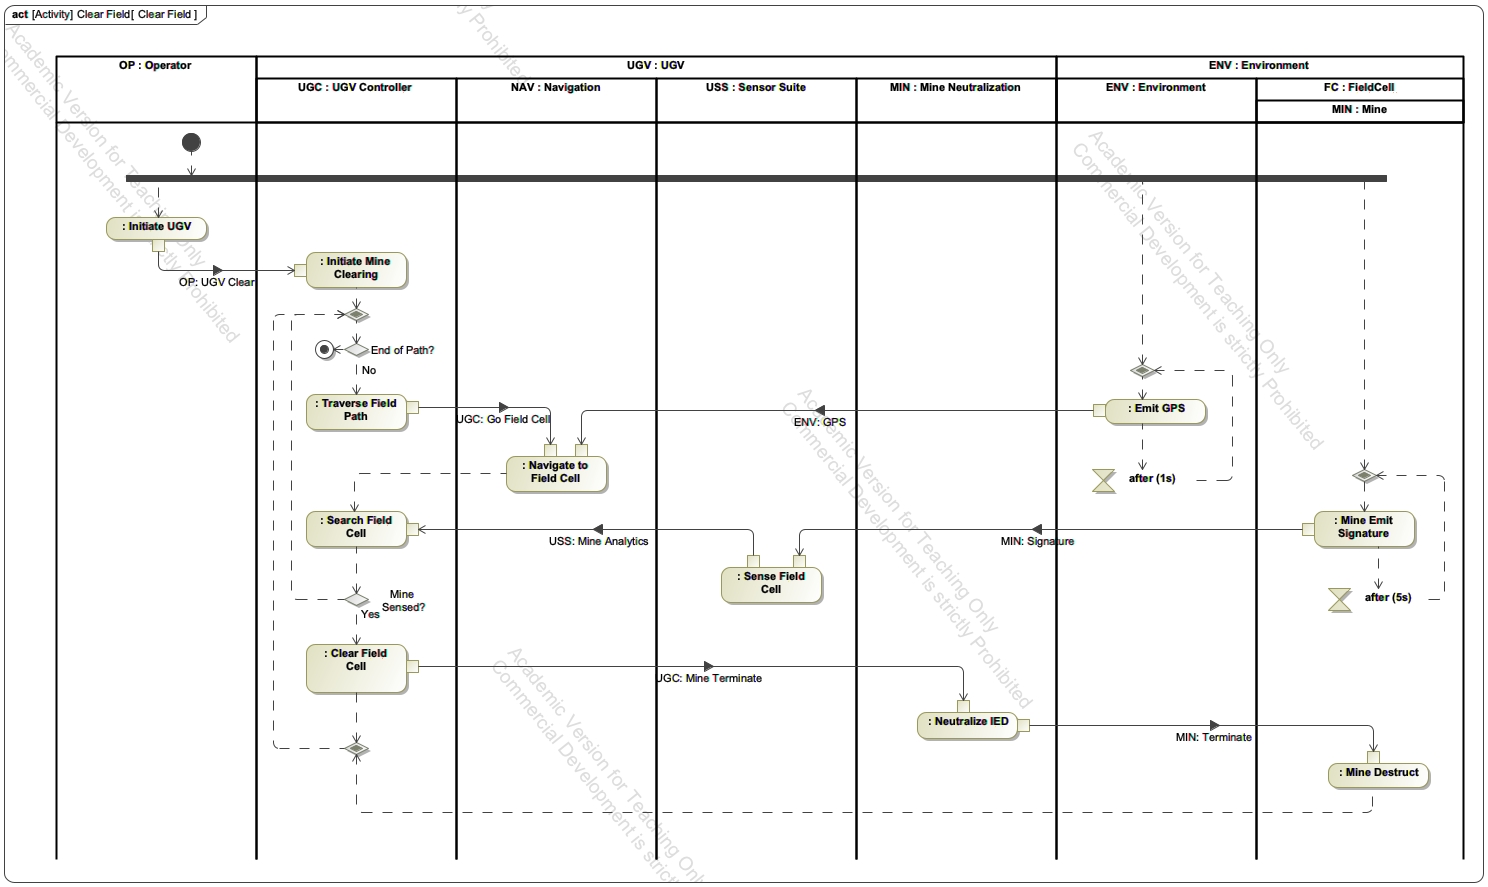 act [Activity] Clear Field[ Clear Field ]
OP : Operator
UGV : UGV
ENV : Environment
UGC : UGV Controller
NAV : Navigation
USS : Sensor Suite
MIN : Mine Neutralization
ENV : Environment
FC : FieldCell
MIN : Mine
: Initiate UGV
OP: UGV Clear
: Initiate Mine
Clearing
End of Path?
No
: Traverse Field
Path
UGC: Go Field Cell
ENV: GPS
: Emit GPS
: Navigate to
Field Cell
after (1s)
: Search Field
Cell
USS: Mine Analytics
MIN: Signature
: Mine Emit
Signature
: Sense Field
Cell
Mine
Sensed?
Yes
after (5s)
: Clear Field
Cell
UGC: Mine Terminate
: Neutralize IED
MIN: Terminate
: Mine Destruct
Academic Version for Teaching Only
Commercial Development is strictly Prohibited
Academic Version for Teaching Only
Commercial Development is strictly Prohibited
Academic Version for Teaching Only
Commercial Development is strictly Prohibited
Academic Version for Teaching Only
Commercial Development is strictly
Prohibited